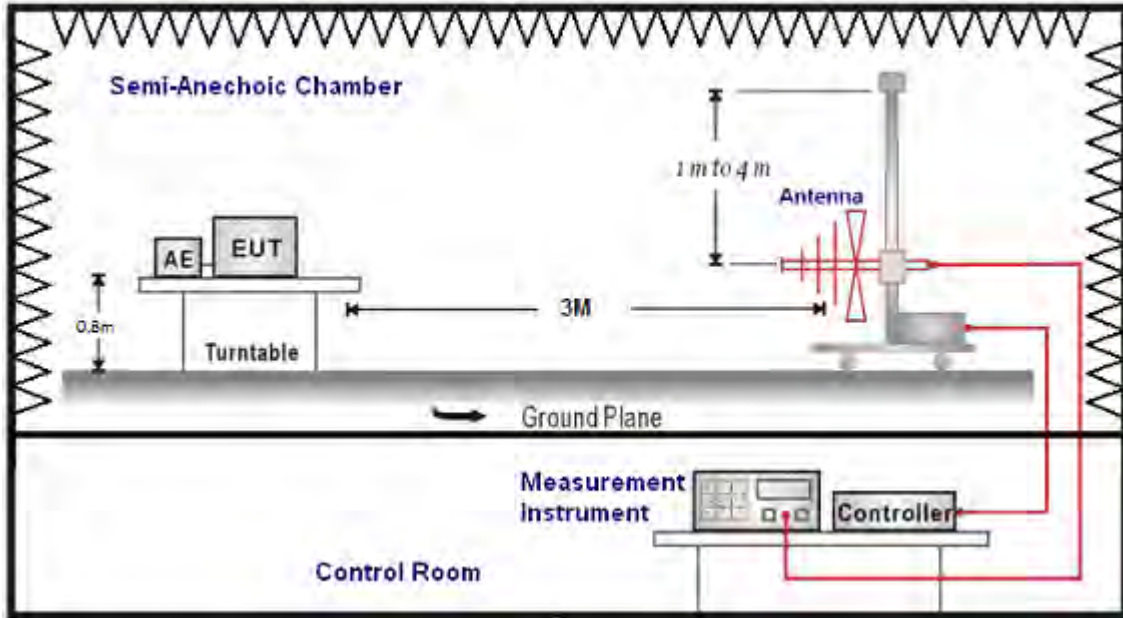 Semi-Anechoic Chamber
1 m to 4 m
Antenna
AE
EUT
3M
0.8m
Turntable
Ground Plane
Measurement
Instrument
Controller
Control Room